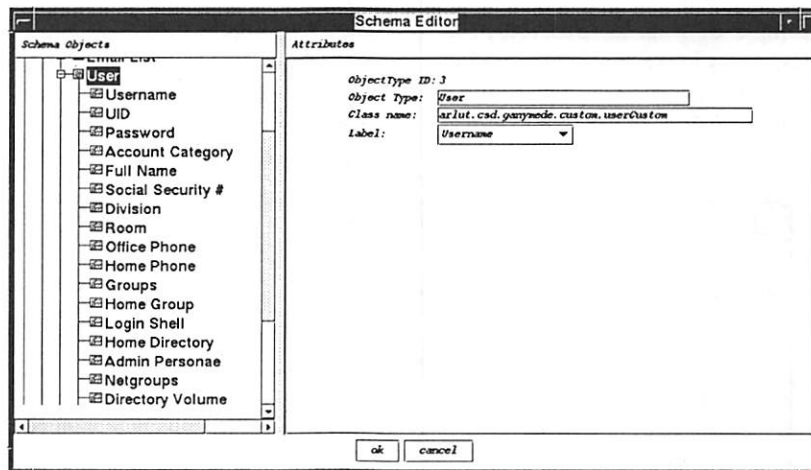 Schema Editor
Schema Objects
Attributes
Email List
User
Username
UID
Password
Account Category
Full Name
Social Security #
Division
Room
Office Phone
Home Phone
Groups
Home Group
Login Shell
Home Directory
Admin Personae
Netgroups
Directory Volume
ObjectType ID: 3
Object Type: User
Class name: arlut.csd.ganymede.custom.userCustom
Label: Username
ok cancel